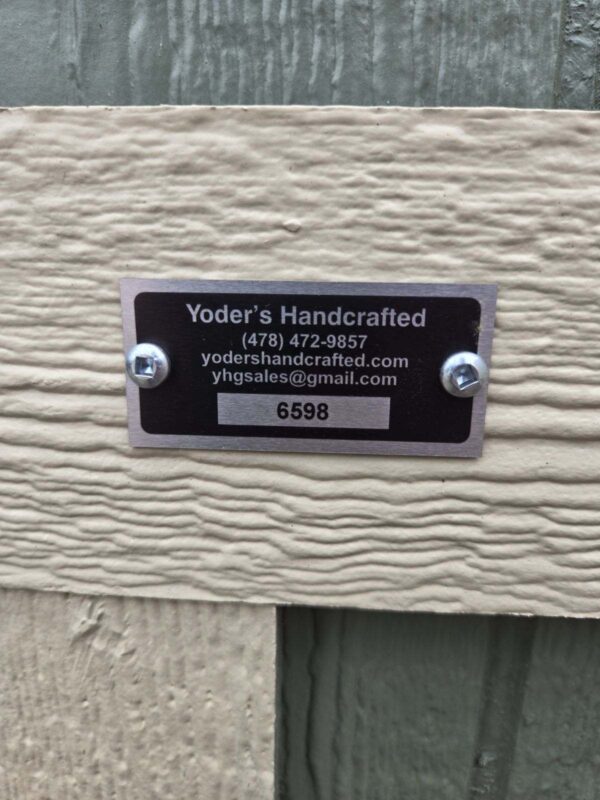 Yoder's Handcrafted
(478) 472-9857
yodershandcrafted.com
yhgsales@gmail.com
6598